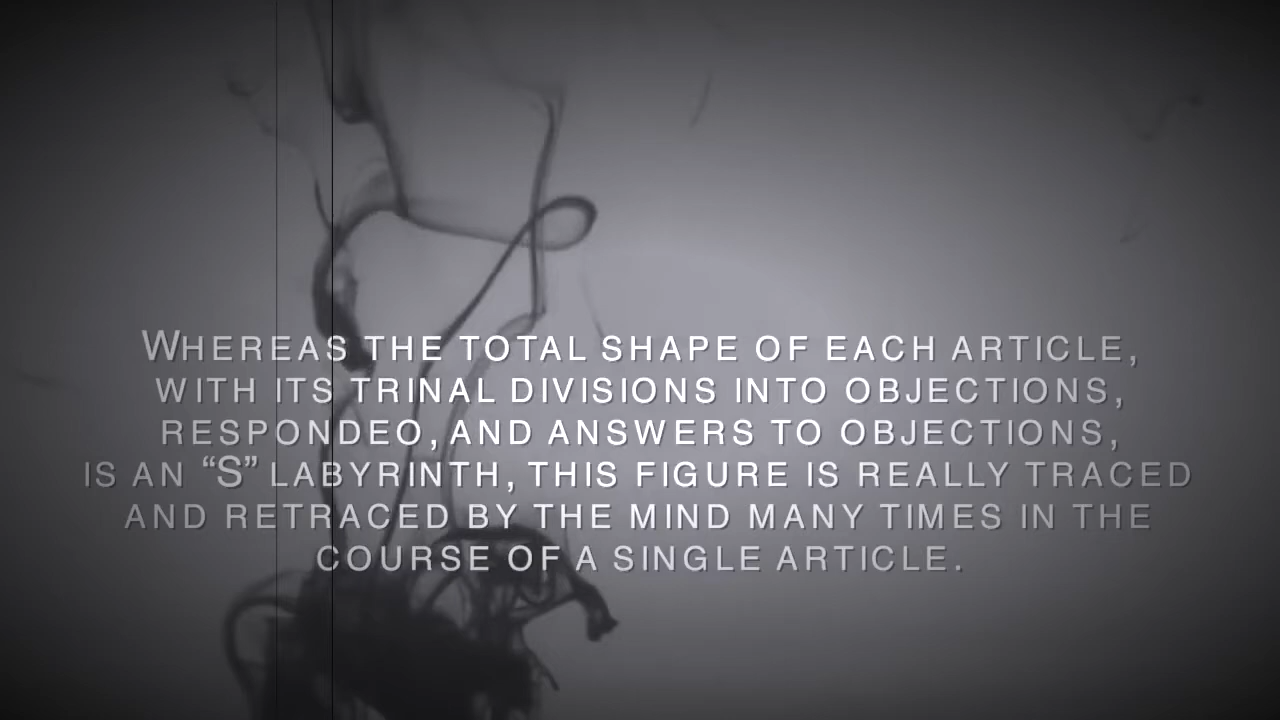 Whereas the total shape of each article,
with its trinal divisions into objections,
respondeo, and answers to objections,
is an “S” labyrinth, this figure is really traced
and retraced by the mind many times in the
course of a single article.